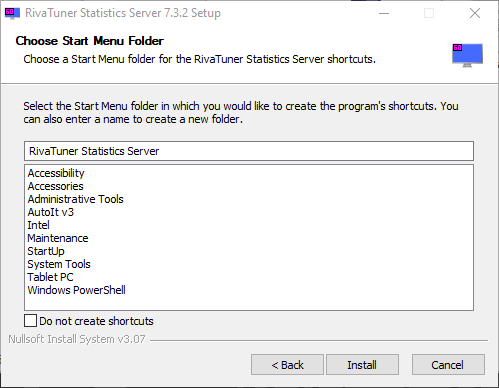 RivaTuner Statistics Server 7.3.2 Setup
Choose Start Menu Folder
Choose a Start Menu folder for the RivaTuner Statistics Server shortcuts.
60
Select the Start Menu folder in which you would like to create the program's shortcuts. You
can also enter a name to create a new folder.
RivaTuner Statistics Server
Accessibility
Accessories
Administrative Tools
AutoIt v3
Intel
Maintenance
StartUp
System Tools
Tablet PC
Windows PowerShell
Do not create shortcuts
Nullsoft Install System v3.07
< Back
Install
Cancel